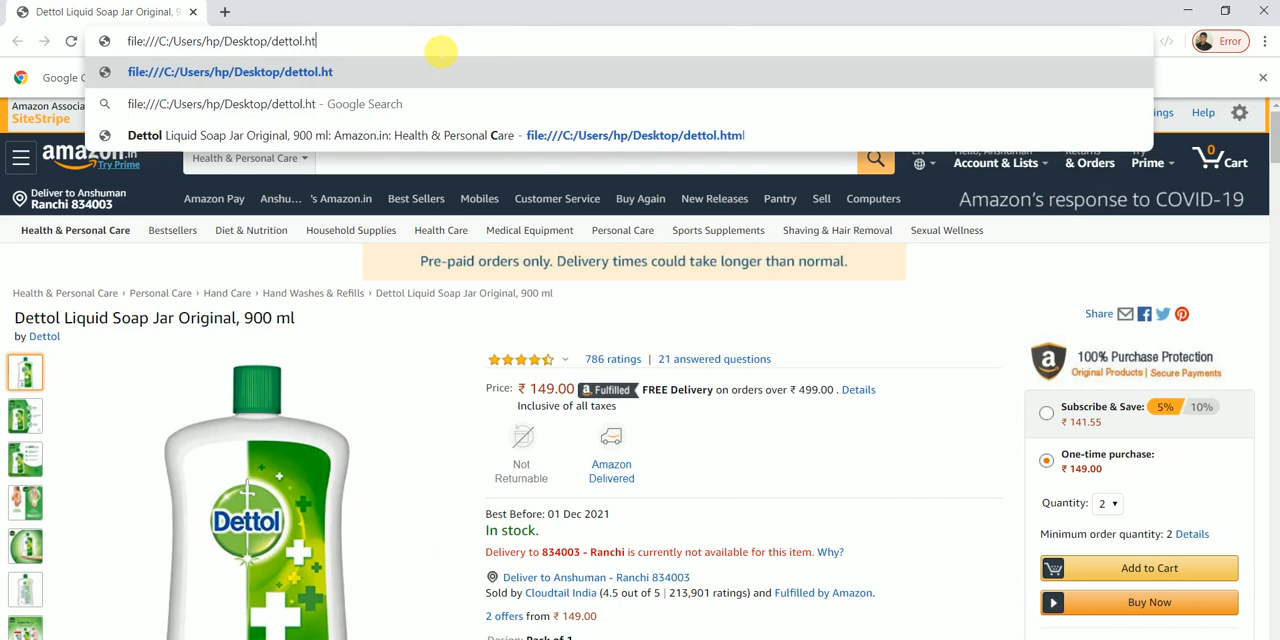 Dettol Liquid Soap Jar Original, 9
file:///C:/Users/hp/Desktop/dettol.ht
Error
file:///C:/Users/hp/Desktop/dettol.ht
Google
file:///C:/Users/hp/Desktop/dettol.ht - Google Search
Dettol Liquid Soap Jar Original, 900 ml: Amazon.in: Health & Personal Care - file:///C:/Users/hp/Desktop/dettol.html
Amazon Associa
SiteStripe
Help
amazon.in
Try Prime
Health & Personal Care
EN
Hello, Anshuman
Account & Lists
Returns
& Orders
Try
Prime
0
Cart
Deliver to Anshuman
Ranchi 834003
Amazon Pay
Anshu... 's Amazon.in
Best Sellers
Mobiles
Customer Service
Buy Again
New Releases
Pantry
Sell
Computers
Amazon's response to COVID-19
Health & Personal Care
Bestsellers
Diet & Nutrition
Household Supplies
Health Care
Medical Equipment
Personal Care
Sports Supplements
Shaving & Hair Removal
Sexual Wellness
Pre-paid orders only. Delivery times could take longer than normal.
Health & Personal Care › Personal Care › Hand Care › Hand Washes & Refills › Dettol Liquid Soap Jar Original, 900 ml
Dettol Liquid Soap Jar Original, 900 ml
by Dettol
Share
786 ratings | 21 answered questions
Price: ₹ 149.00 a Fulfilled FREE Delivery on orders over ₹ 499.00 . Details
Inclusive of all taxes
Not
Returnable
Amazon
Delivered
Best Before: 01 Dec 2021
In stock.
Delivery to 834003 - Ranchi is currently not available for this item. Why?
Deliver to Anshuman - Ranchi 834003
Sold by Cloudtail India (4.5 out of 5 | 213,901 ratings) and Fulfilled by Amazon.
2 offers from ₹ 149.00
Design: Pack of 1
Dettol
a
100% Purchase Protection
Original Products | Secure Payments
Subscribe & Save: 5% 10%
₹ 141.55
One-time purchase:
₹ 149.00
Quantity: 2
Minimum order quantity: 2 Details
Add to Cart
Buy Now